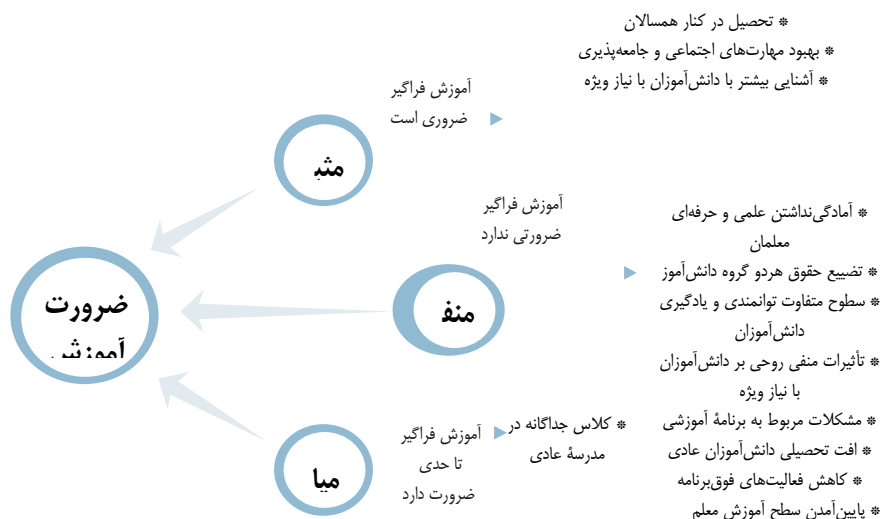 * تحصیل در کنار همسالان
* بهبود مهارت‌های اجتماعی و جامعه‌پذیری
* آشنایی بیشتر با دانش‌آموزان با نیاز ویژه
آموزش فراگیر
ضروری است
مثبـ
آموزش فراگیر
ضرورتی ندارد
* آمادگی‌نداشتن علمی و حرفه‌ای
معلمان
* تضییع حقوق هردو گروه دانش‌آموز
* سطوح متفاوت توانمندی و یادگیری
دانش‌آموزان
* تأثیرات منفی روحی بر دانش‌آموزان
با نیاز ویژه
* مشکلات مربوط به برنامهٔ آموزشی
* افت تحصیلی دانش‌آموزان عادی
* کاهش فعالیت‌های فوق‌برنامه
* پایین‌آمدن سطح آموزش معلم
منفـ
ضرورت
آموزش
* کلاس جداگانه در
مدرسهٔ عادی
آموزش فراگیر
تا حدی
ضرورت دارد
میا